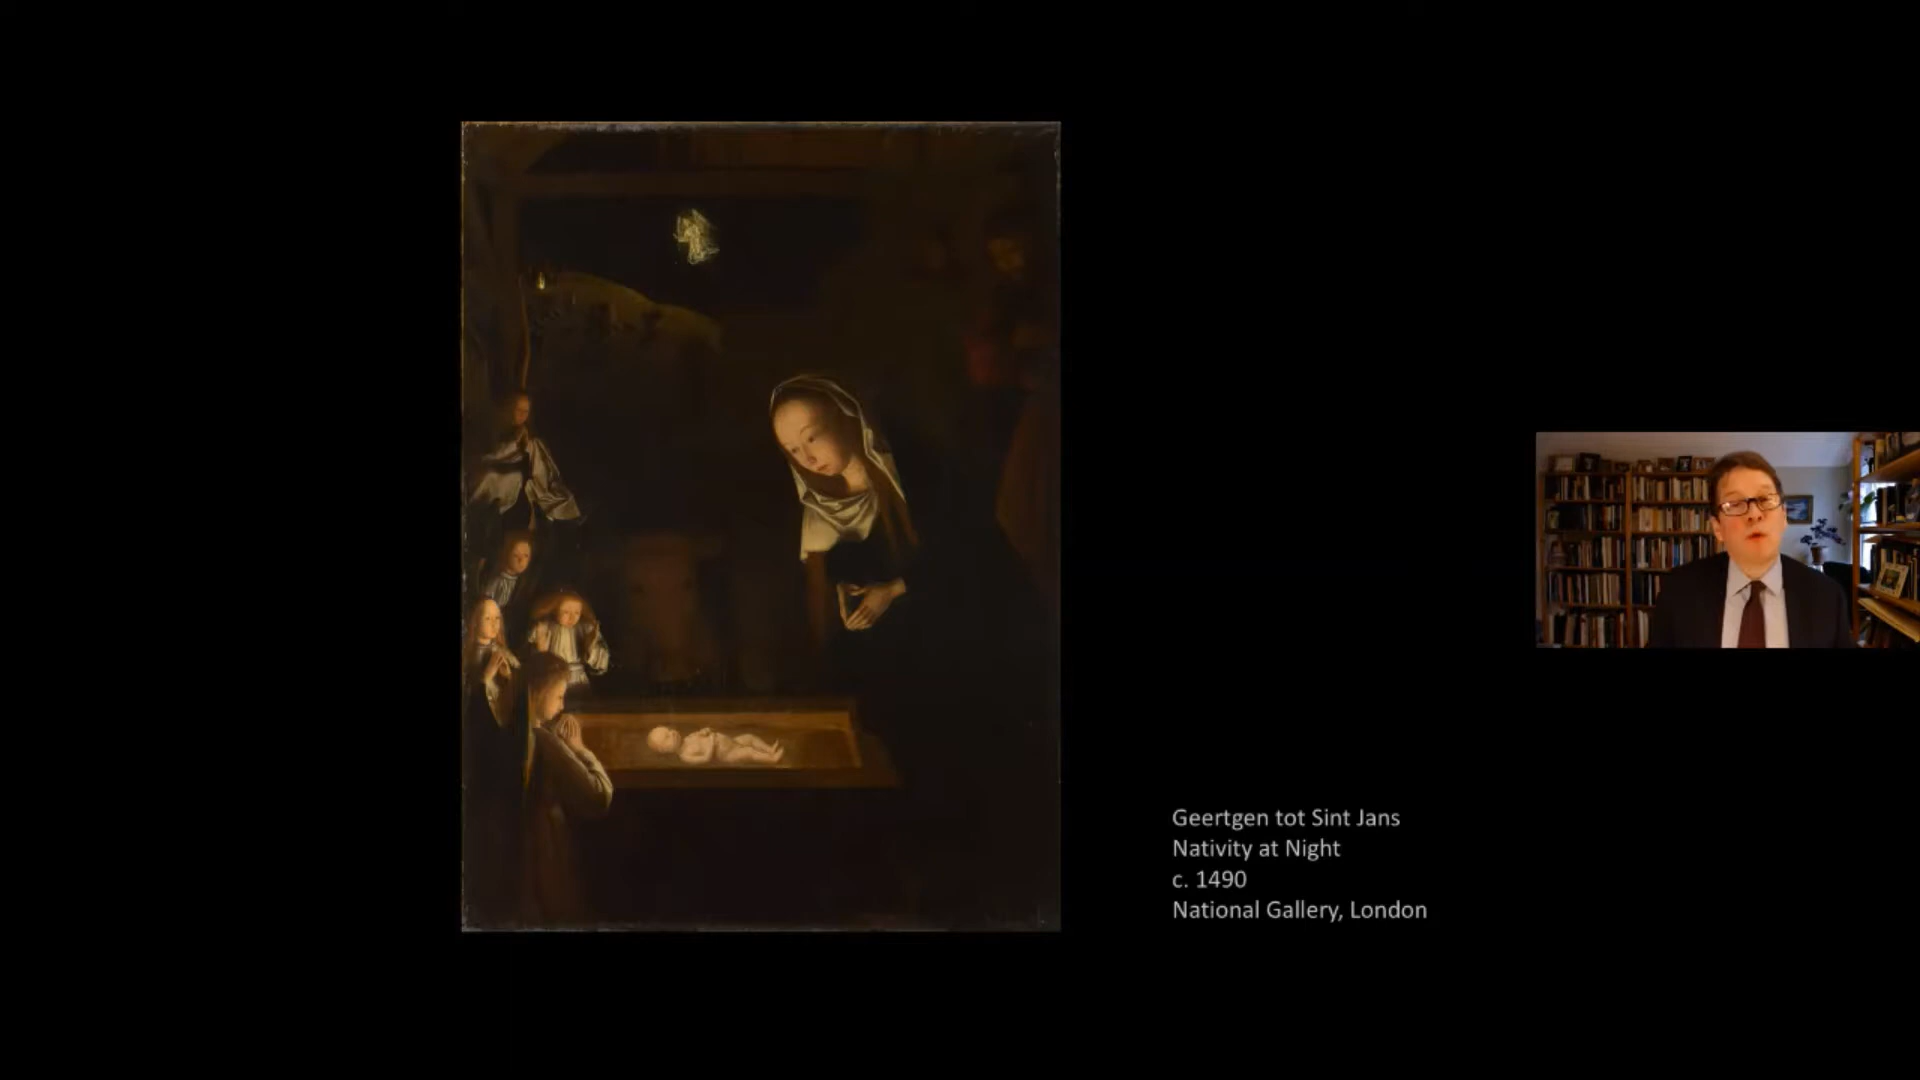 Geertgen tot Sint Jans
Nativity at Night
c. 1490
National Gallery, London